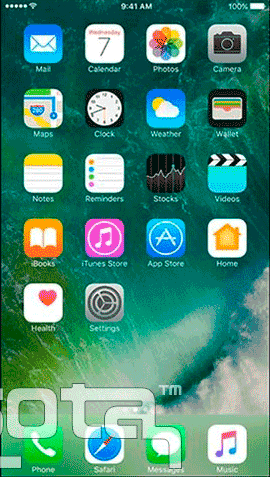 9:41 AM 100%
Wednesday
7
Mail Calendar Photos Camera
Maps Clock Weather Wallet
Notes Reminders Stocks Videos
iBooks iTunes Store App Store Home
Health Settings
TM
Phone Safari Messages Music